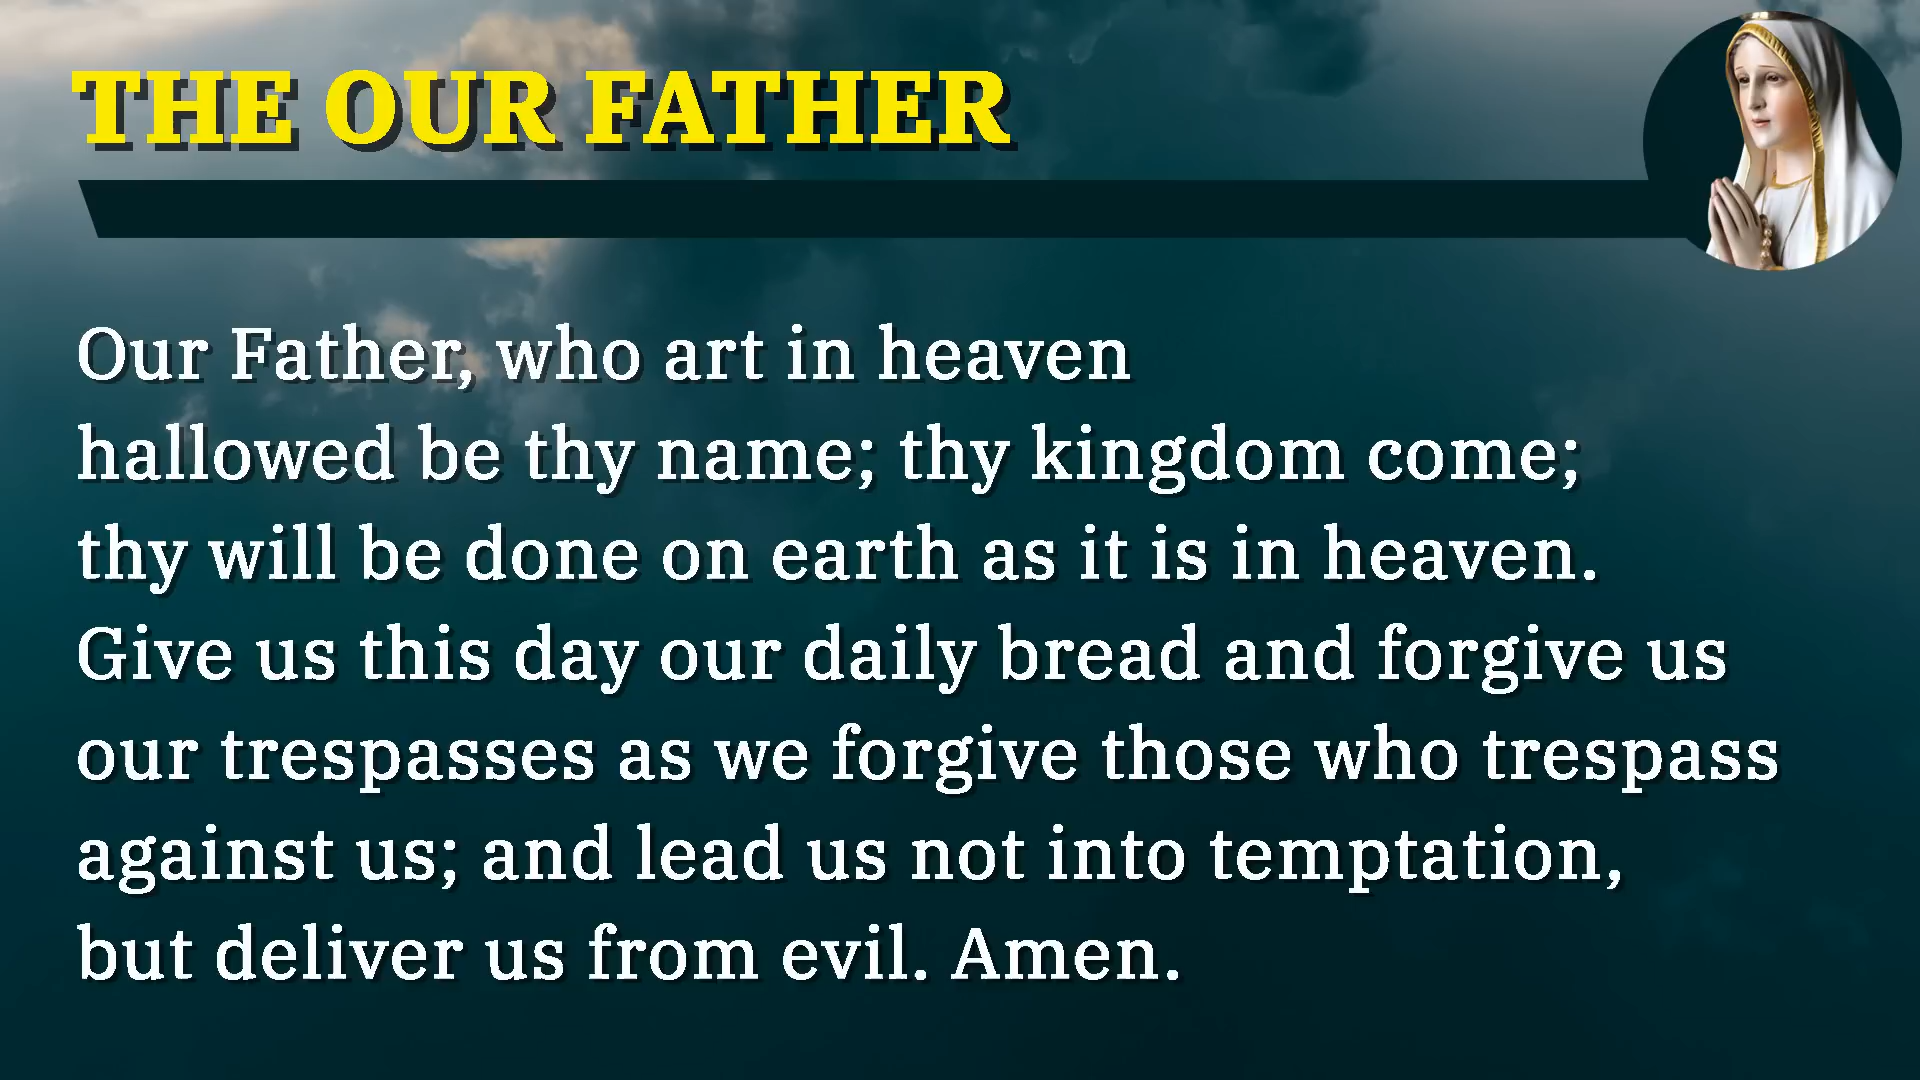 THE OUR FATHER
Our Father, who art in heaven
hallowed be thy name; thy kingdom come;
thy will be done on earth as it is in heaven.
Give us this day our daily bread and forgive us
our trespasses as we forgive those who trespass
against us; and lead us not into temptation,
but deliver us from evil. Amen.